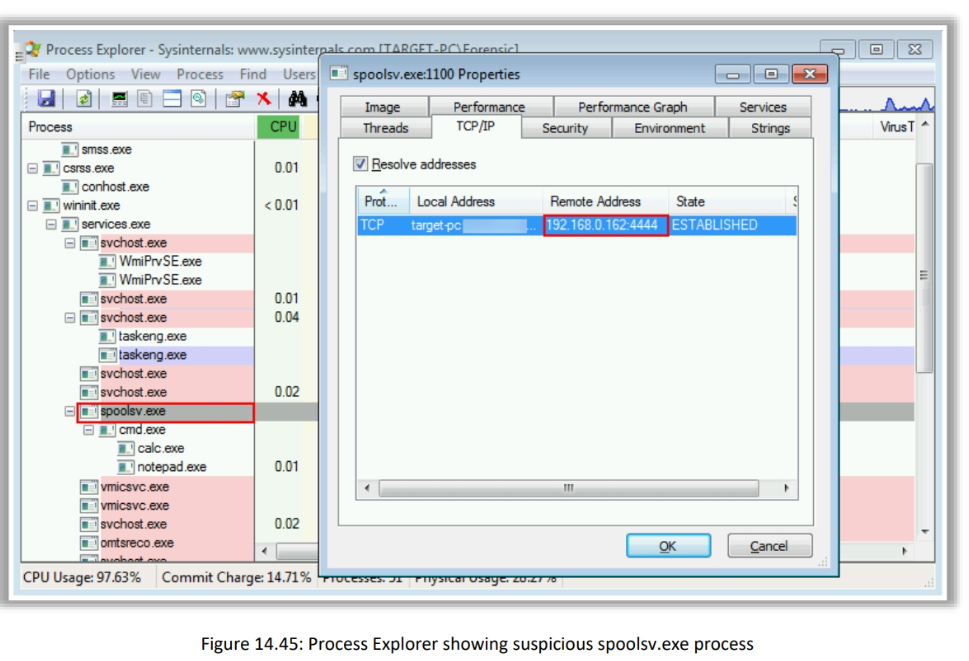 Process Explorer - Sysinternals: www.sysinternals.com [TARGET-PC\Forensic]
File Options View Process Find Users
Process CPU VirusT
smss.exe
csrss.exe 0.01
conhost.exe
wininit.exe < 0.01
services.exe
svchost.exe
WmiPrvSE.exe
WmiPrvSE.exe
svchost.exe 0.01
svchost.exe 0.04
taskeng.exe
taskeng.exe
svchost.exe
svchost.exe 0.02
spoolsv.exe
cmd.exe
calc.exe
notepad.exe 0.01
vmicsvc.exe
vmicsvc.exe
svchost.exe 0.02
omtsreco.exe
svchost.exe
CPU Usage: 97.63% Commit Charge: 14.71% Processes: 51 Physical Usage: 28.27%
spoolsv.exe:1100 Properties
Image Performance Performance Graph Services
Threads TCP/IP Security Environment Strings
Resolve addresses
Prot... Local Address Remote Address State S
TCP target-pc ... 192.168.0.162:4444 ESTABLISHED
OK Cancel
Figure 14.45: Process Explorer showing suspicious spoolsv.exe process